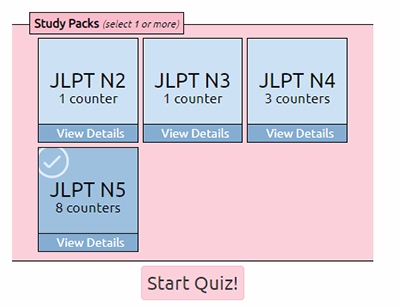 Study Packs (select 1 or more)
JLPT N2
1 counter
View Details
JLPT N3
1 counter
View Details
JLPT N4
3 counters
View Details
JLPT N5
8 counters
View Details
Start Quiz!